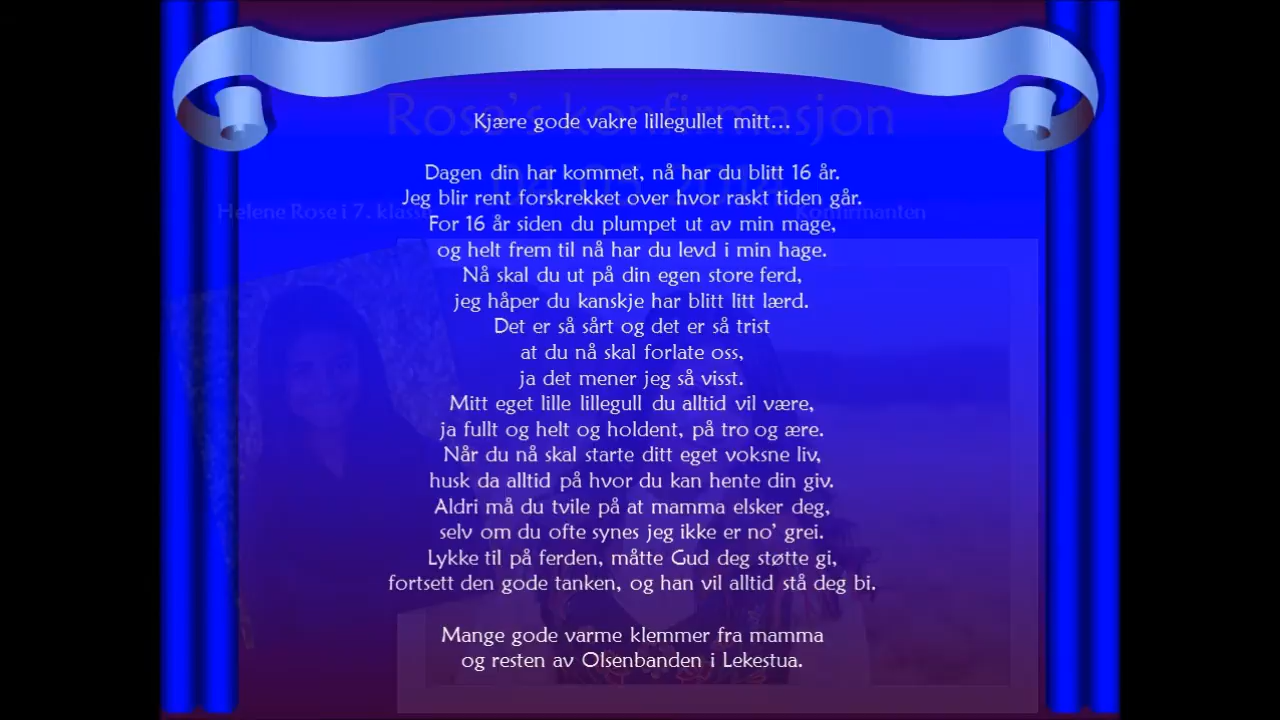 Rose's konfirmasjon
Kjære gode vakre lillegullet mitt...
Dagen din har kommet, nå har du blitt 16 år.
Jeg blir rent forskrekket over hvor raskt tiden går.
Helene Rose i 7. klasse
Konfirmanten
For 16 år siden du plumpet ut av min mage,
og helt frem til nå har du levd i min hage.
Nå skal du ut på din egen store ferd,
jeg håper du kanskje har blitt litt lærd.
Det er så sårt og det er så trist
at du nå skal forlate oss,
ja det mener jeg så visst.
Mitt eget lille lillegull du alltid vil være,
ja fullt og helt og holdent, på tro og ære.
Når du nå skal starte ditt eget voksne liv,
husk da alltid på hvor du kan hente din giv.
Aldri må du tvile på at mamma elsker deg,
selv om du ofte synes jeg ikke er no' grei.
Lykke til på ferden, måtte Gud deg støtte gi,
fortsett den gode tanken, og han vil alltid stå deg bi.
Mange gode varme klemmer fra mamma
og resten av Olsenbanden i Lekestua.